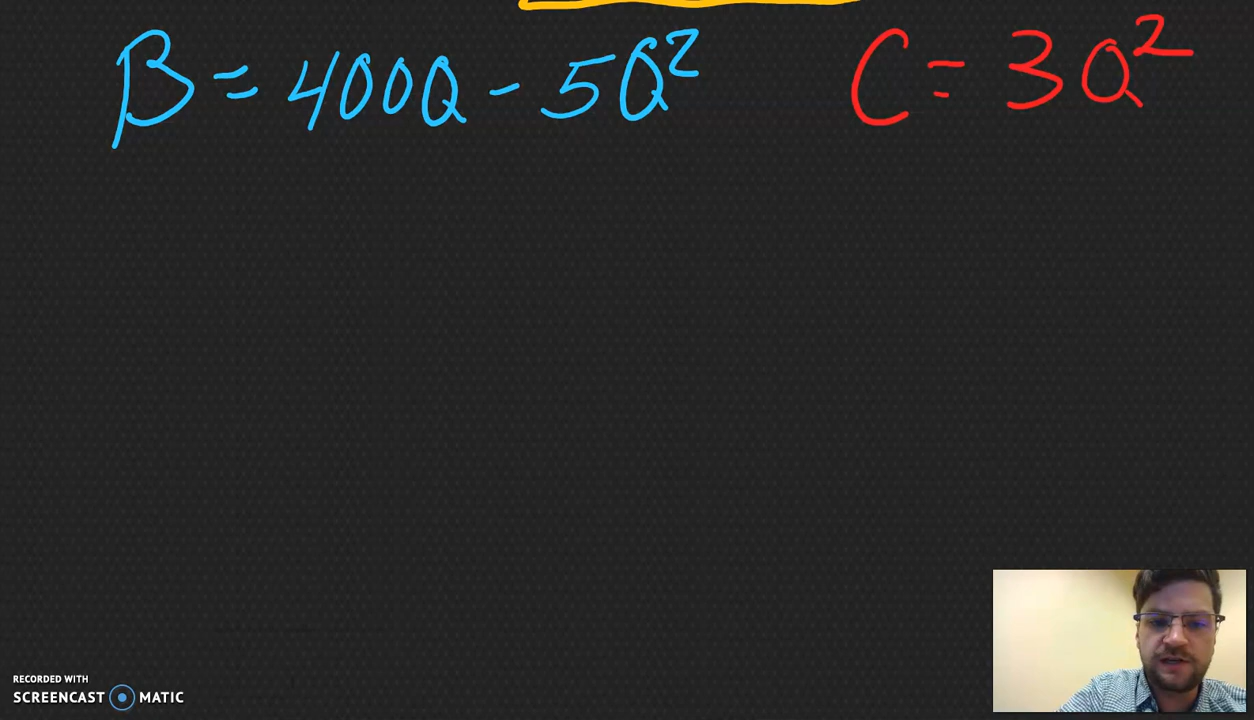 B = 400Q - 5Q²
C = 3Q²
RECORDED WITH
SCREENCAST MATIC